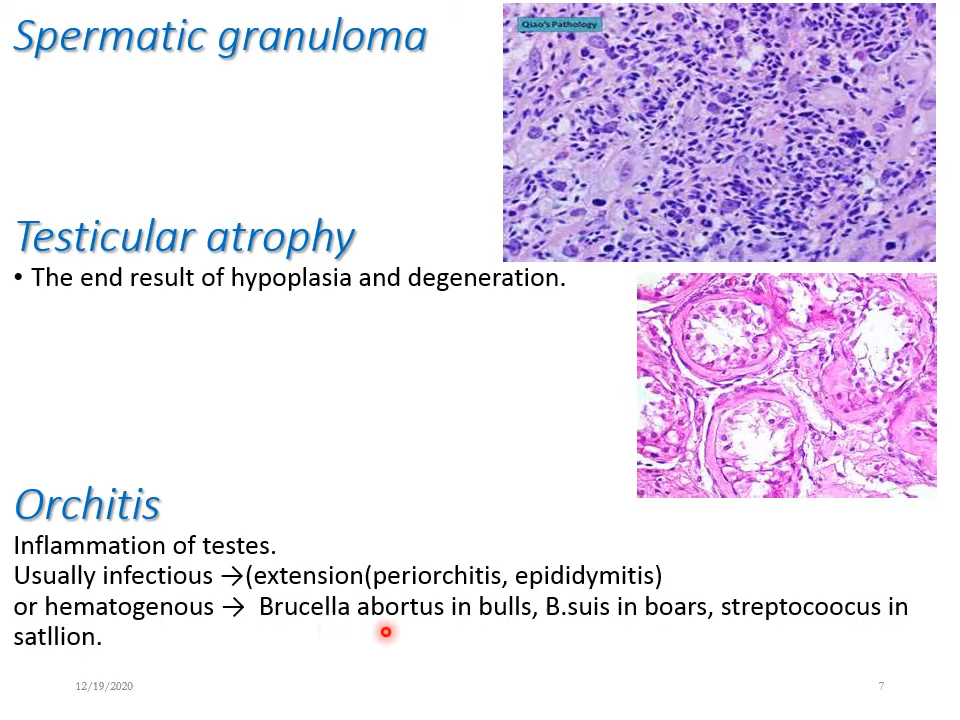 Spermatic granuloma
Qiao's Pathology
Testicular atrophy
• The end result of hypoplasia and degeneration.
Orchitis
Inflammation of testes.
Usually infectious →(extension(periorchitis, epididymitis)
or hematogenous → Brucella abortus in bulls, B.suis in boars, streptocoocus in
satllion.
12/19/2020
7